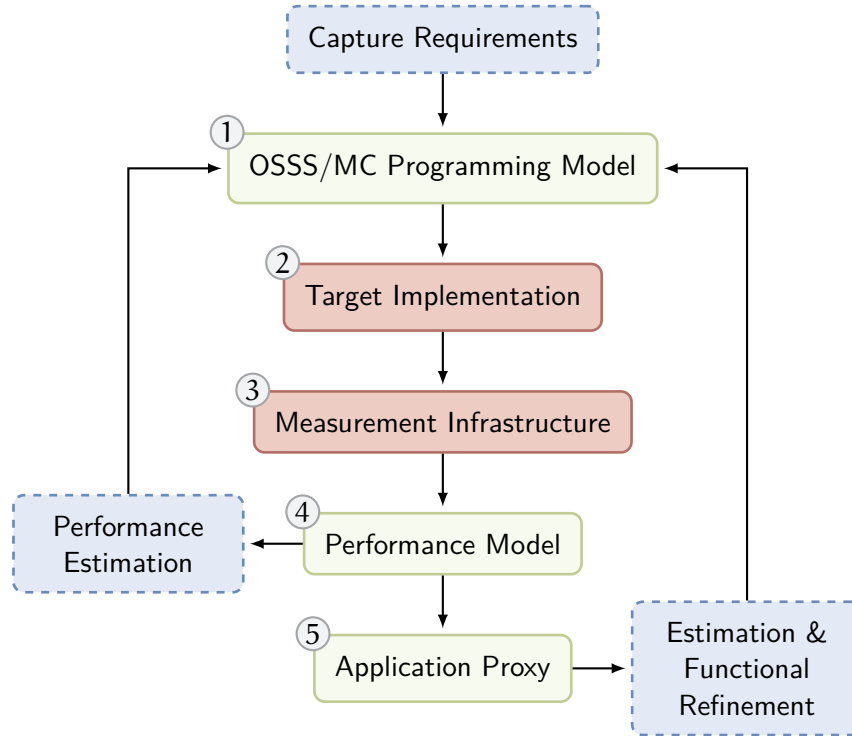 Capture Requirements
1
OSSS/MC Programming Model
2
Target Implementation
3
Measurement Infrastructure
4
Performance Model
Performance
Estimation
5
Application Proxy
Estimation &
Functional
Refinement